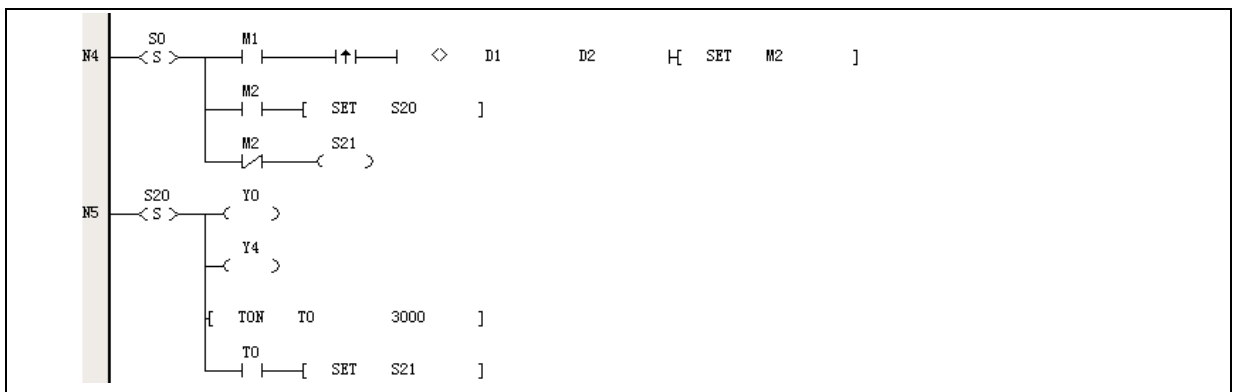 S0 M1
N4 S <> D1 D2 SET M2
M2
SET S20
M2 S21
S20 Y0
N5 S
Y4
TON T0 3000
T0
SET S21